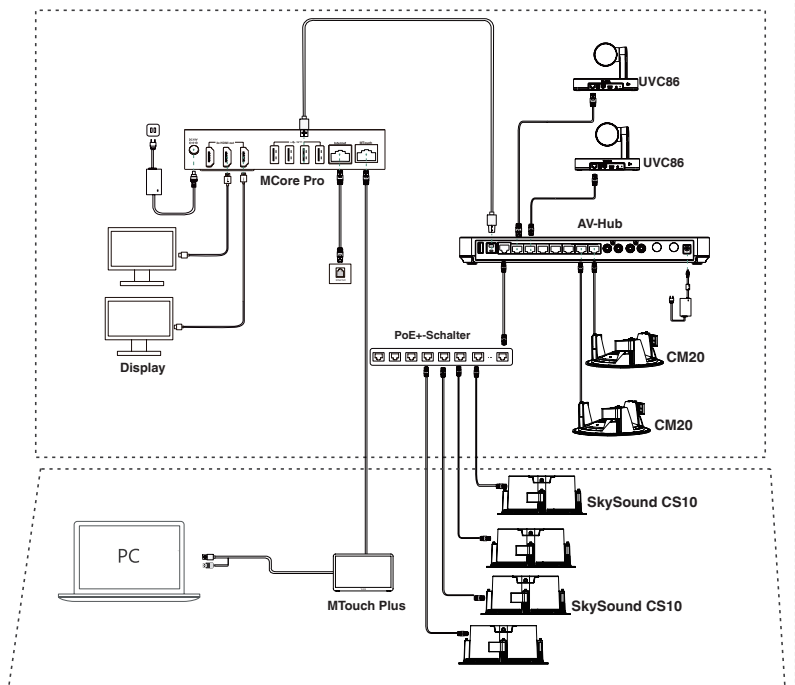 UVC86
UVC86
MCore Pro
AV-Hub
PoE+-Schalter
Display
CM20
CM20
SkySound CS10
PC
MTouch Plus
SkySound CS10